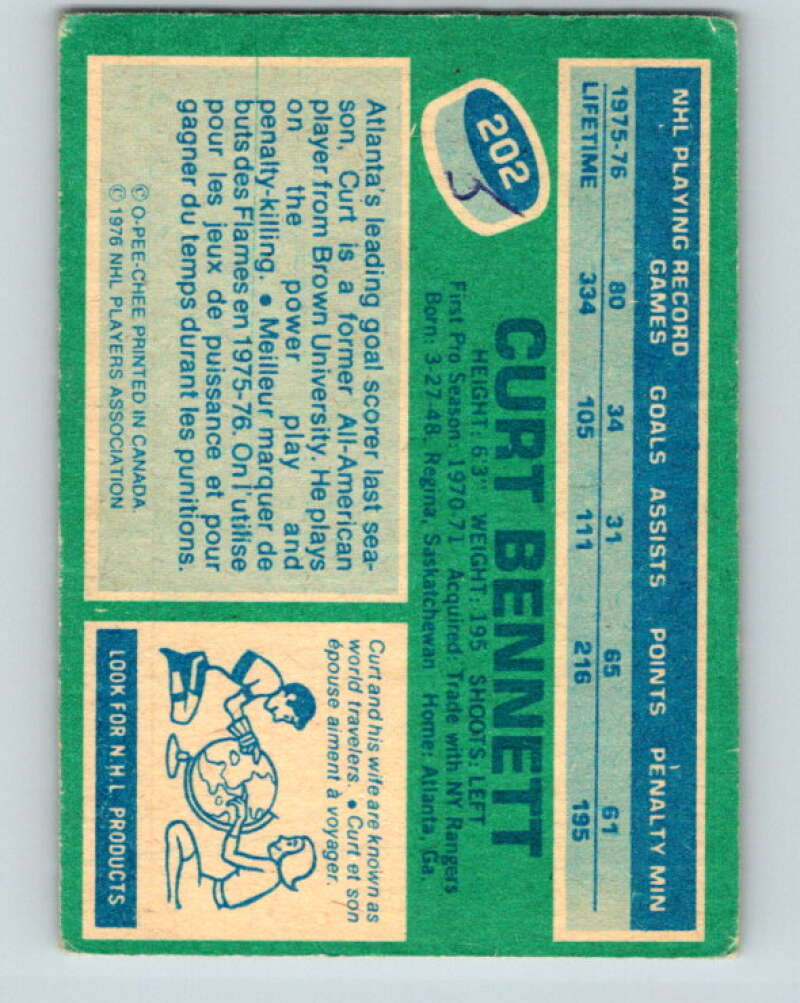 NHL PLAYING RECORD
GAMES GOALS ASSISTS POINTS PENALTY MIN
1975-76 80 34 31 65 61
LIFETIME 334 105 111 216 195
202
CURT BENNETT
HEIGHT: 6'3" WEIGHT: 195 SHOOTS: LEFT
First Pro Season: 1970-71 Acquired: Trade with NY Rangers
Born: 3-27-48, Regina, Saskatchewan Home: Atlanta, Ga.
Atlanta's leading goal scorer last sea-
son, Curt is a former All-American
player from Brown University. He plays
on the power play and
penalty-killing. • Meilleur marquer de
buts des Flames en 1975-76. On l'utilise
pour les jeux de puissance et pour
gagner du temps durant les punitions.
© O-PEE-CHEE PRINTED IN CANADA
© 1976 NHL PLAYERS ASSOCIATION
Curt and his wife are known as
world travelers. • Curt et son
épouse aiment à voyager.
LOOK FOR N.H.L PRODUCTS